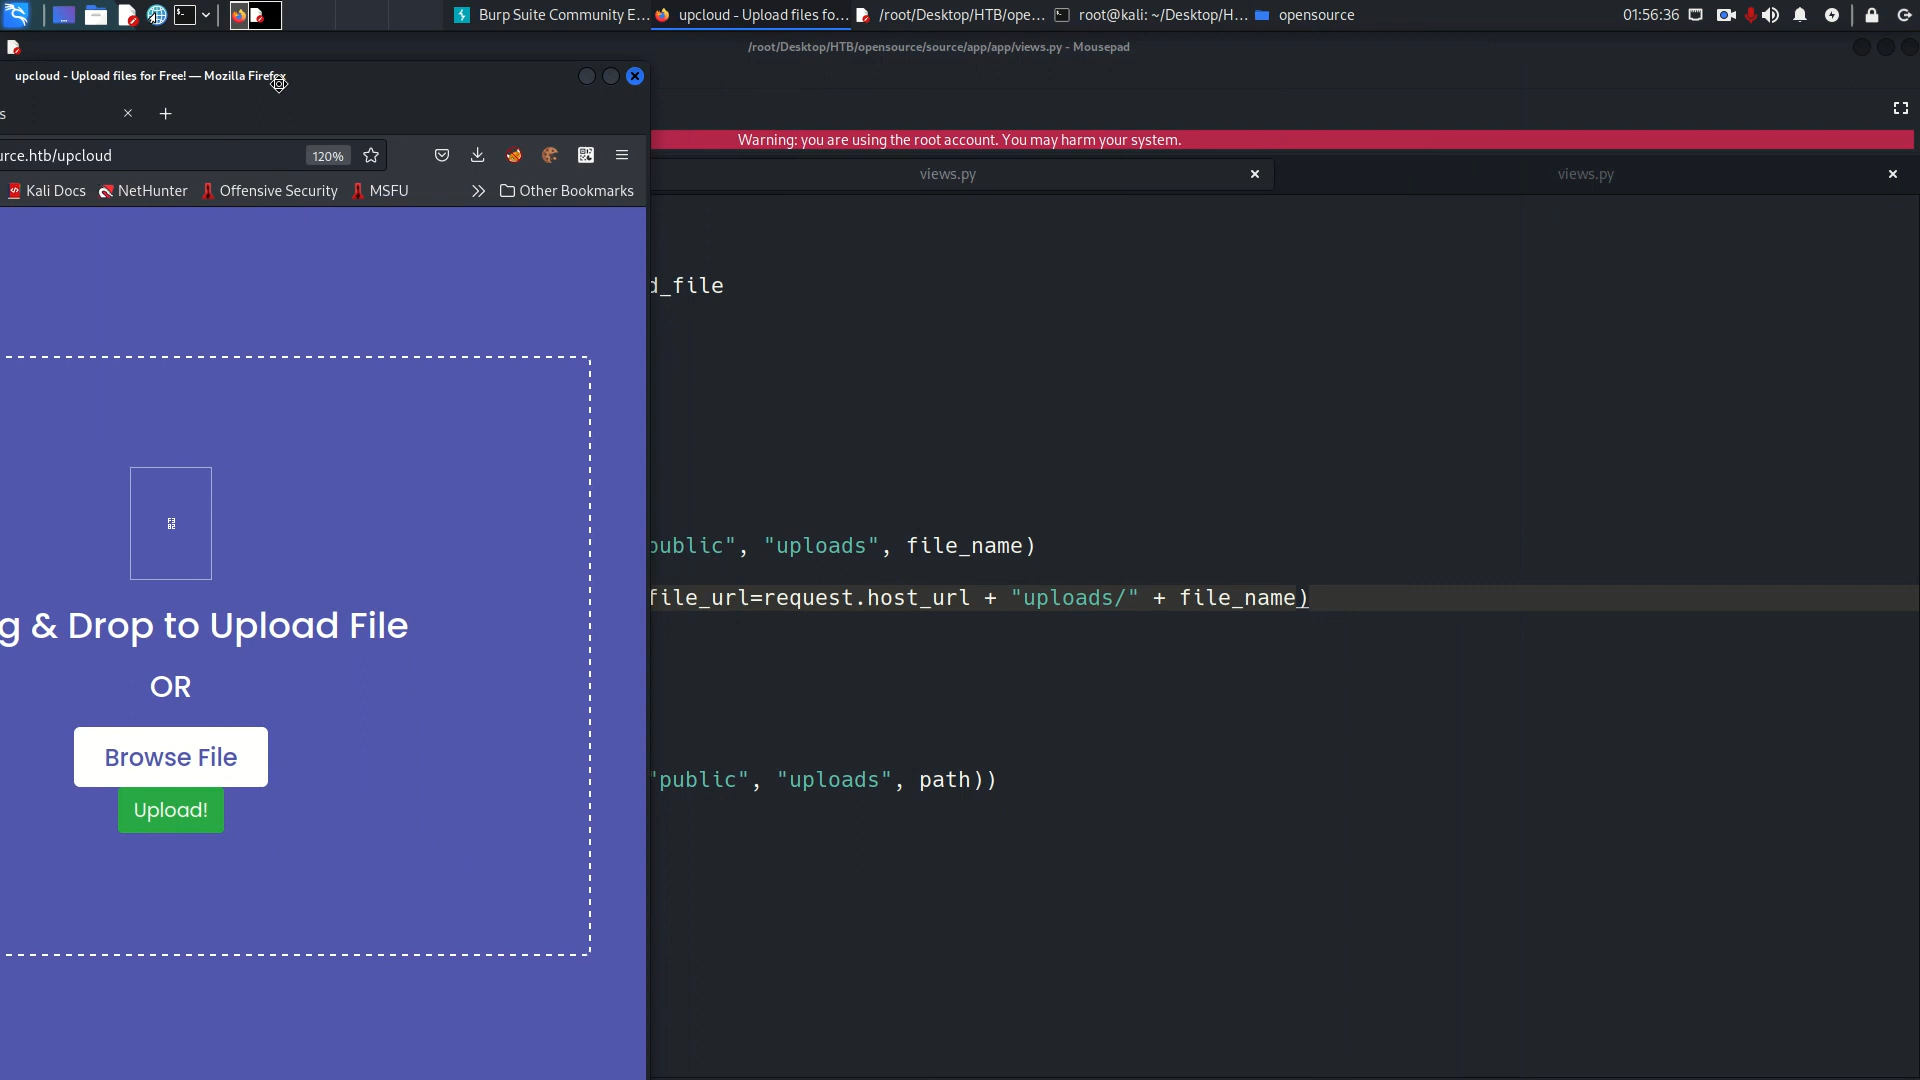 Burp Suite Community E...
upcloud - Upload files fo...
/root/Desktop/HTB/ope...
root@kali: ~/Desktop/H...
opensource
01:56:36
/root/Desktop/HTB/opensource/source/app/app/views.py - Mousepad
upcloud - Upload files for Free! — Mozilla Firefox
s
urce.htb/upcloud
120%
Kali Docs
NetHunter
Offensive Security
MSFU
Other Bookmarks
Warning: you are using the root account. You may harm your system.
views.py
views.py
d_file
public", "uploads", file_name)
file_url=request.host_url + "uploads/" + file_name)
"public", "uploads", path))
g & Drop to Upload File
OR
Browse File
Upload!